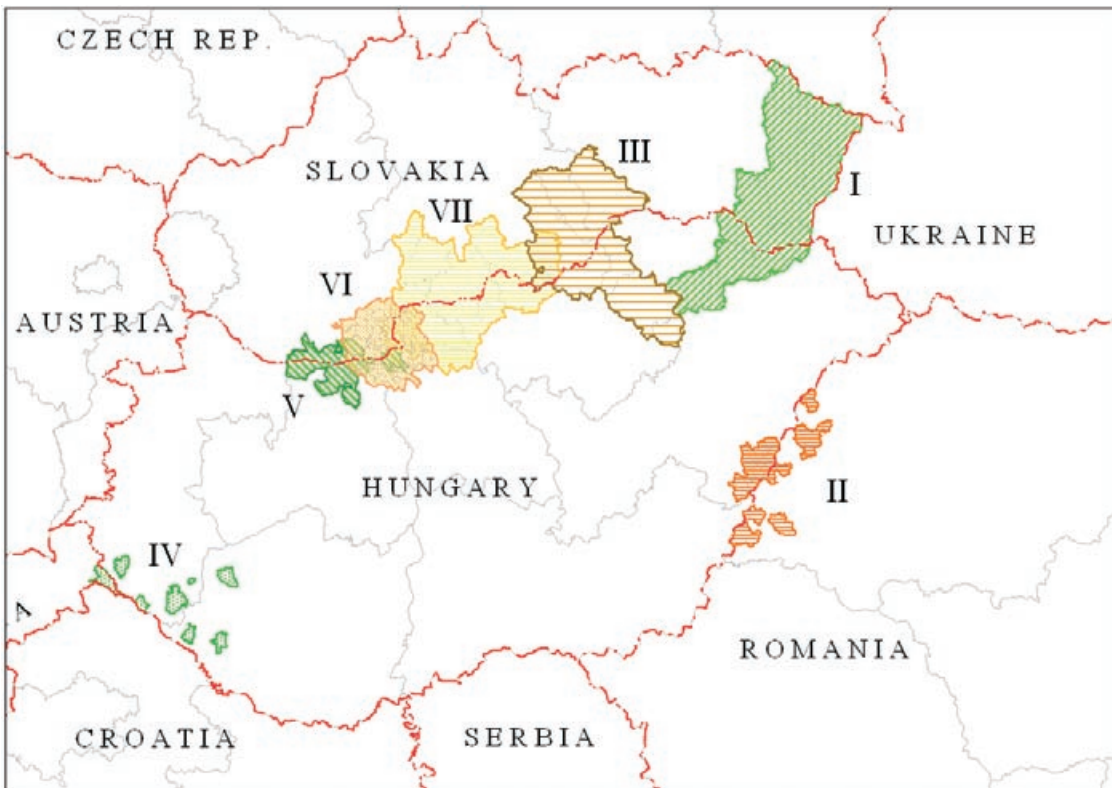 CZECH REP.
III
SLOVAKIA
I
VII
UKRAINE
VI
AUSTRIA
V
HUNGARY
II
IV
A
ROMANIA
CROATIA
SERBIA